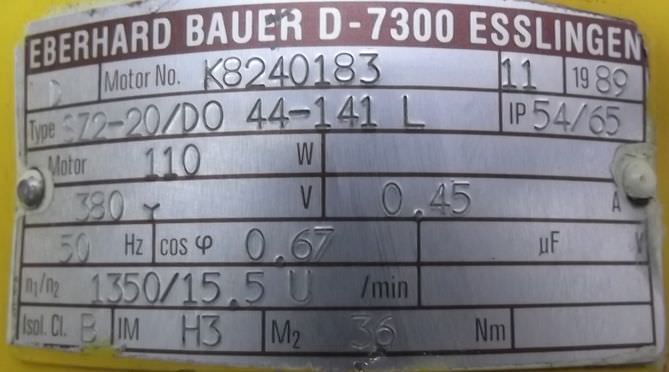 EBERHARD BAUER D-7300 ESSLINGEN
D Motor No. K8240183 11 1989
Type S72-20/DO 44-141 L IP 54/65
Motor 110 W
380 Y V 0.45 A
50 Hz cos φ 0.67 µF V
n₁/n₂ 1350/15.5 U /min
Isol. Cl. B IM H3 M₂ 36 Nm